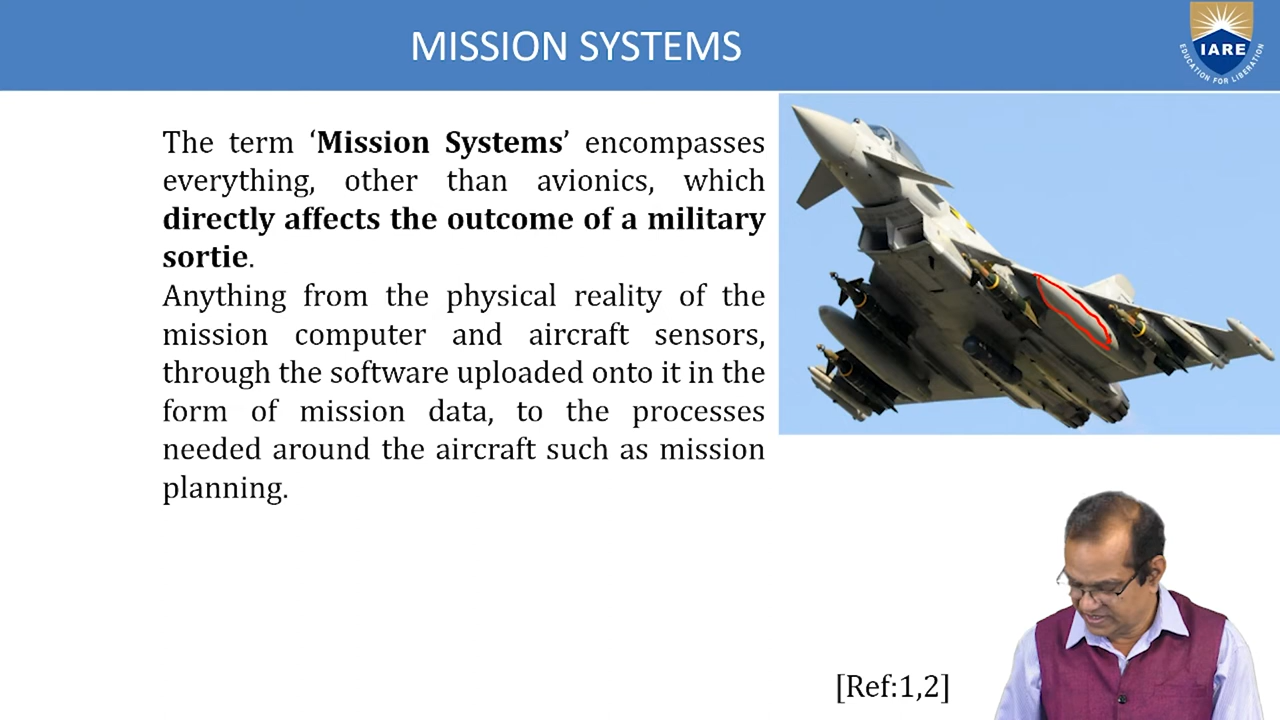 MISSION SYSTEMS
IARE
EDUCATION FOR LIBERATION
The term ‘Mission Systems’ encompasses
everything, other than avionics, which
directly affects the outcome of a military
sortie.
Anything from the physical reality of the
mission computer and aircraft sensors,
through the software uploaded onto it in the
form of mission data, to the processes
needed around the aircraft such as mission
planning.
[Ref:1,2]